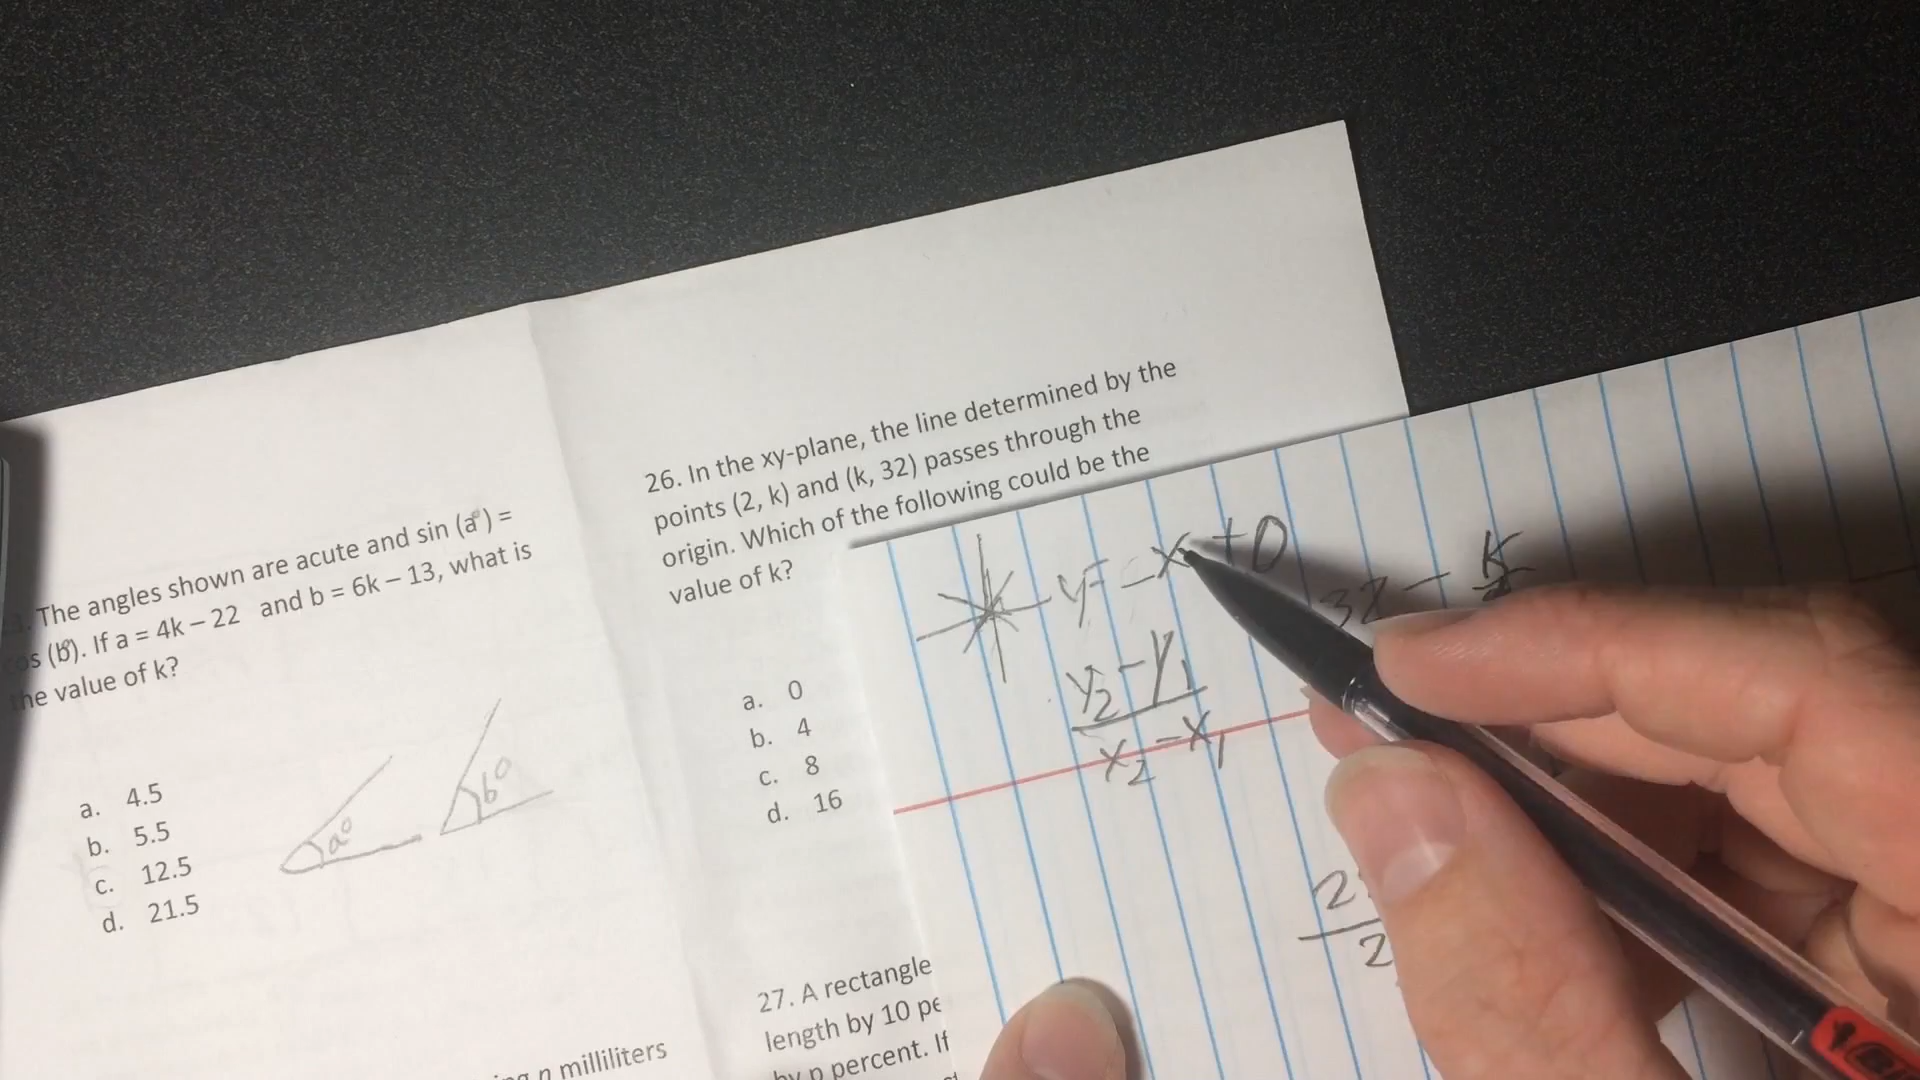 The angles shown are acute and sin (a°) =
cos (b°). If a = 4k – 22 and b = 6k – 13, what is
the value of k?
a. 4.5
b. 5.5
c. 12.5
d. 21.5
a°
b°
n milliliters
26. In the xy-plane, the line determined by the
points (2, k) and (k, 32) passes through the
origin. Which of the following could be the
value of k?
a. 0
b. 4
c. 8
d. 16
27. A rectangle
length by 10
by n percent. If
y = _x + 0
y2 - y1
x2 - x1
32 - k
2
2